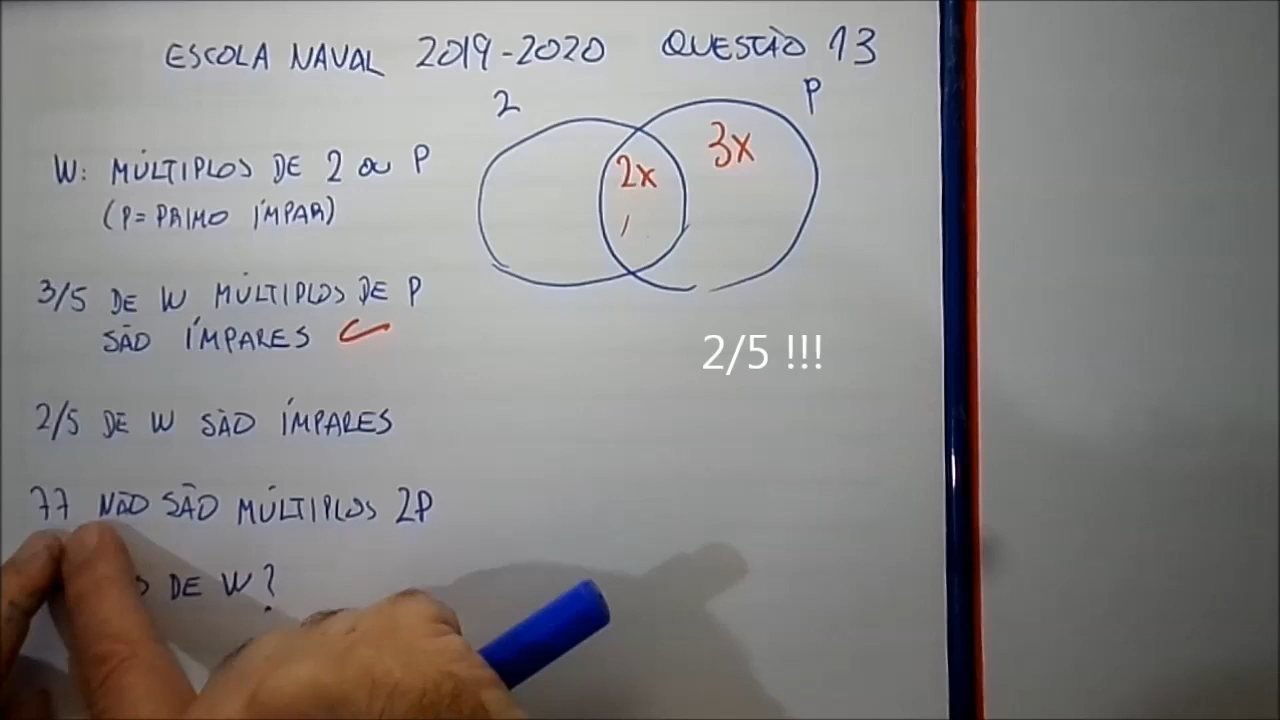 ESCOLA NAVAL 2019-2020 QUESTÃO 13
2 P
W: MÚLTIPLOS DE 2 OU P
(P= PRIMO ÍMPAR)
2x 3x
3/5 DE W MÚLTIPLOS DE P
SÃO ÍMPARES
2/5 !!!
2/5 DE W SÃO ÍMPARES
77 NÃO SÃO MÚLTIPLOS 2P
DE W?